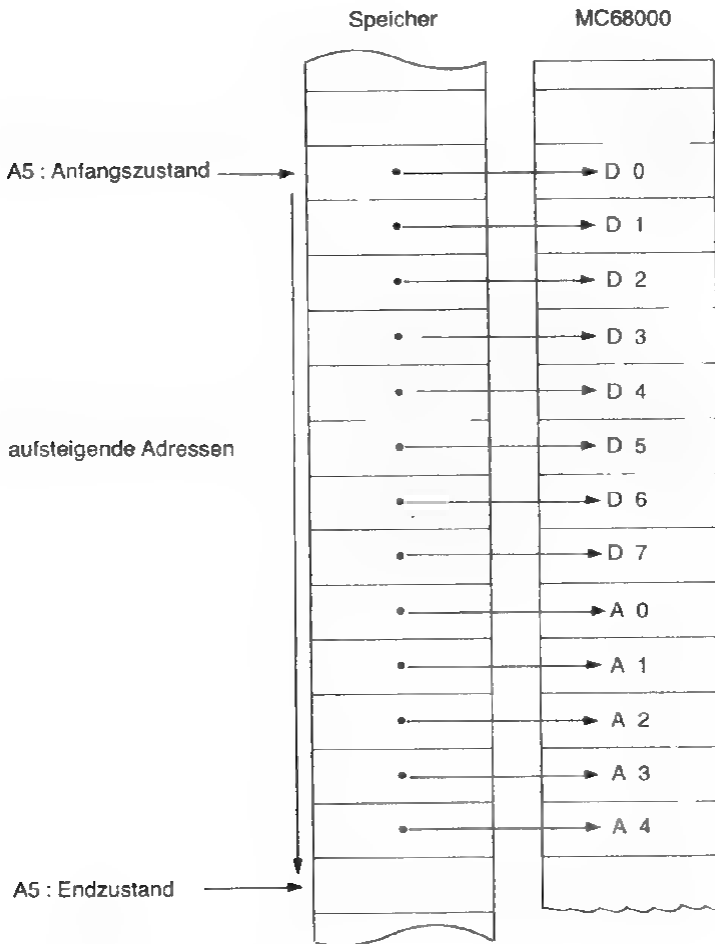 Speicher MC68000
A5 : Anfangszustand
D 0
D 1
D 2
D 3
D 4
aufsteigende Adressen
D 5
D 6
D 7
A 0
A 1
A 2
A 3
A 4
A5 : Endzustand